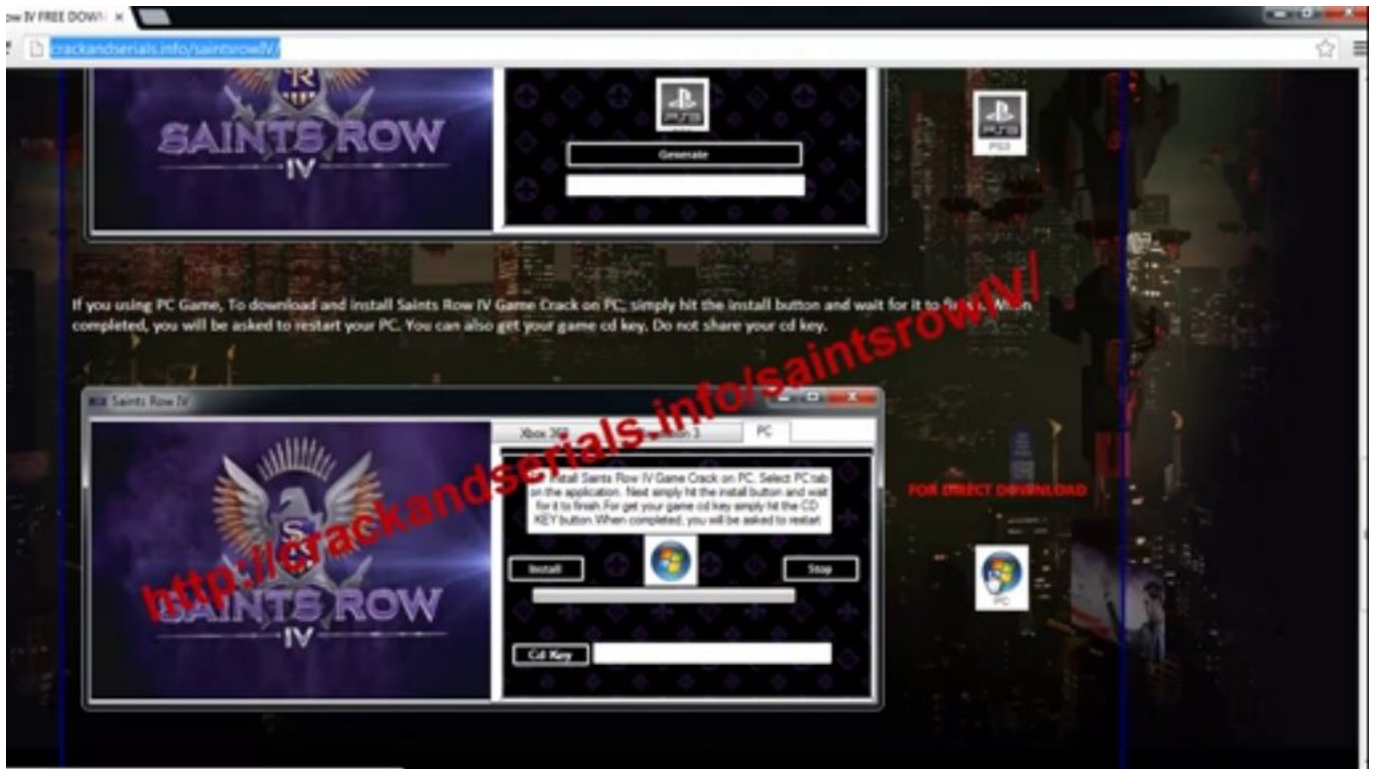 IV FREE DOWN
crackandserials.info/saintsrowIV/
SR
SAINTS ROW
IV
PS3
Generate
PS3
PS3
If you using PC Game, To download and install Saints Row IV Game Crack on PC, simply hit the install button and wait for it to finish. When
completed, you will be asked to restart your PC. You can also get your game cd key. Do not share your cd key.
http://crackandserials.info/saintsrowIV/
Saints Row IV
Xbox 360
3
PC
install Saints Row IV Game Crack on PC, Select PC tab
on the application. Next simply hit the install button and wait
for it to finish.For get your game cd key simply hit the CD
KEY button.When completed, you will be asked to restart
Install
Stop
Cd Key
SAINTS ROW
IV
FOR DIRECT DOWNLOAD
PC